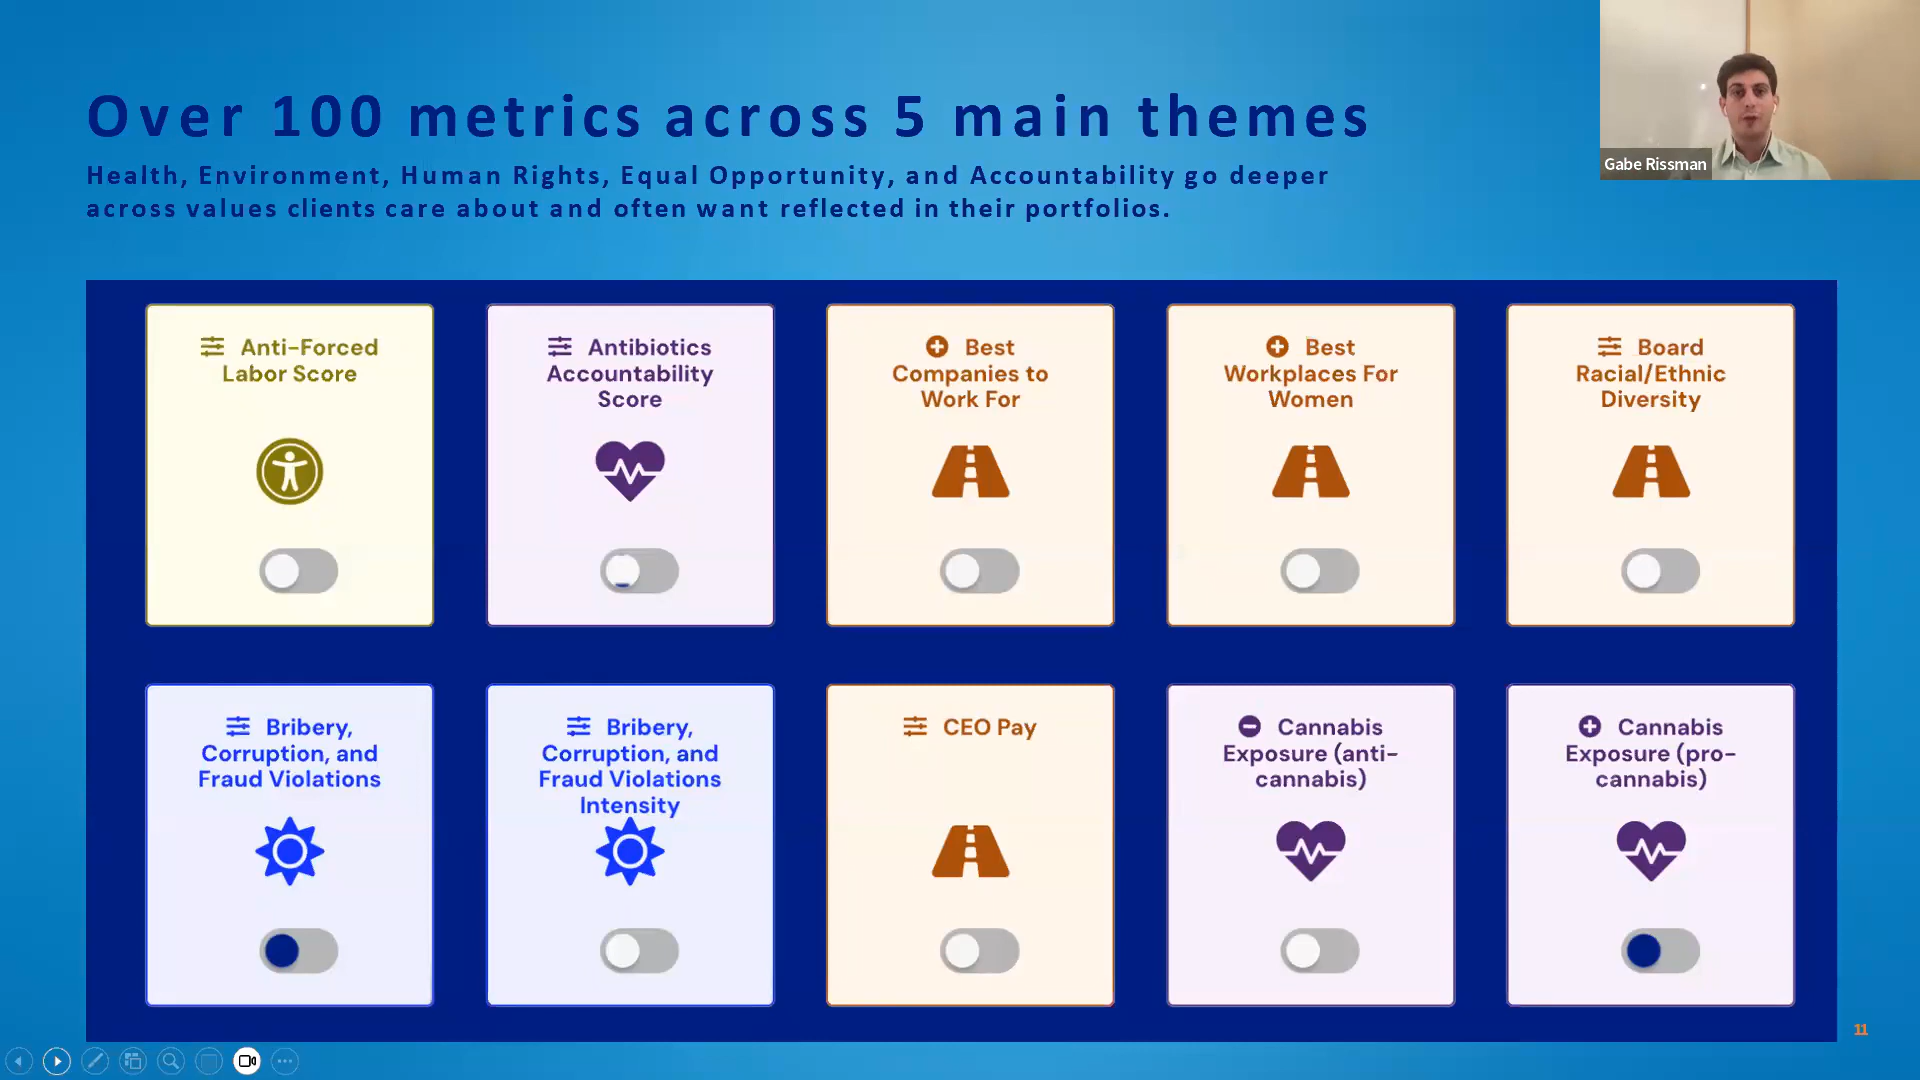 Over 100 metrics across 5 main themes
Health, Environment, Human Rights, Equal Opportunity, and Accountability go deeper
across values clients care about and often want reflected in their portfolios.
Gabe Rissman
Anti-Forced
Labor Score
Antibiotics
Accountability
Score
Best
Companies to
Work For
Best
Workplaces For
Women
Board
Racial/Ethnic
Diversity
Bribery,
Corruption, and
Fraud Violations
Bribery,
Corruption, and
Fraud Violations
Intensity
CEO Pay
Cannabis
Exposure (anti-
cannabis)
Cannabis
Exposure (pro-
cannabis)
11